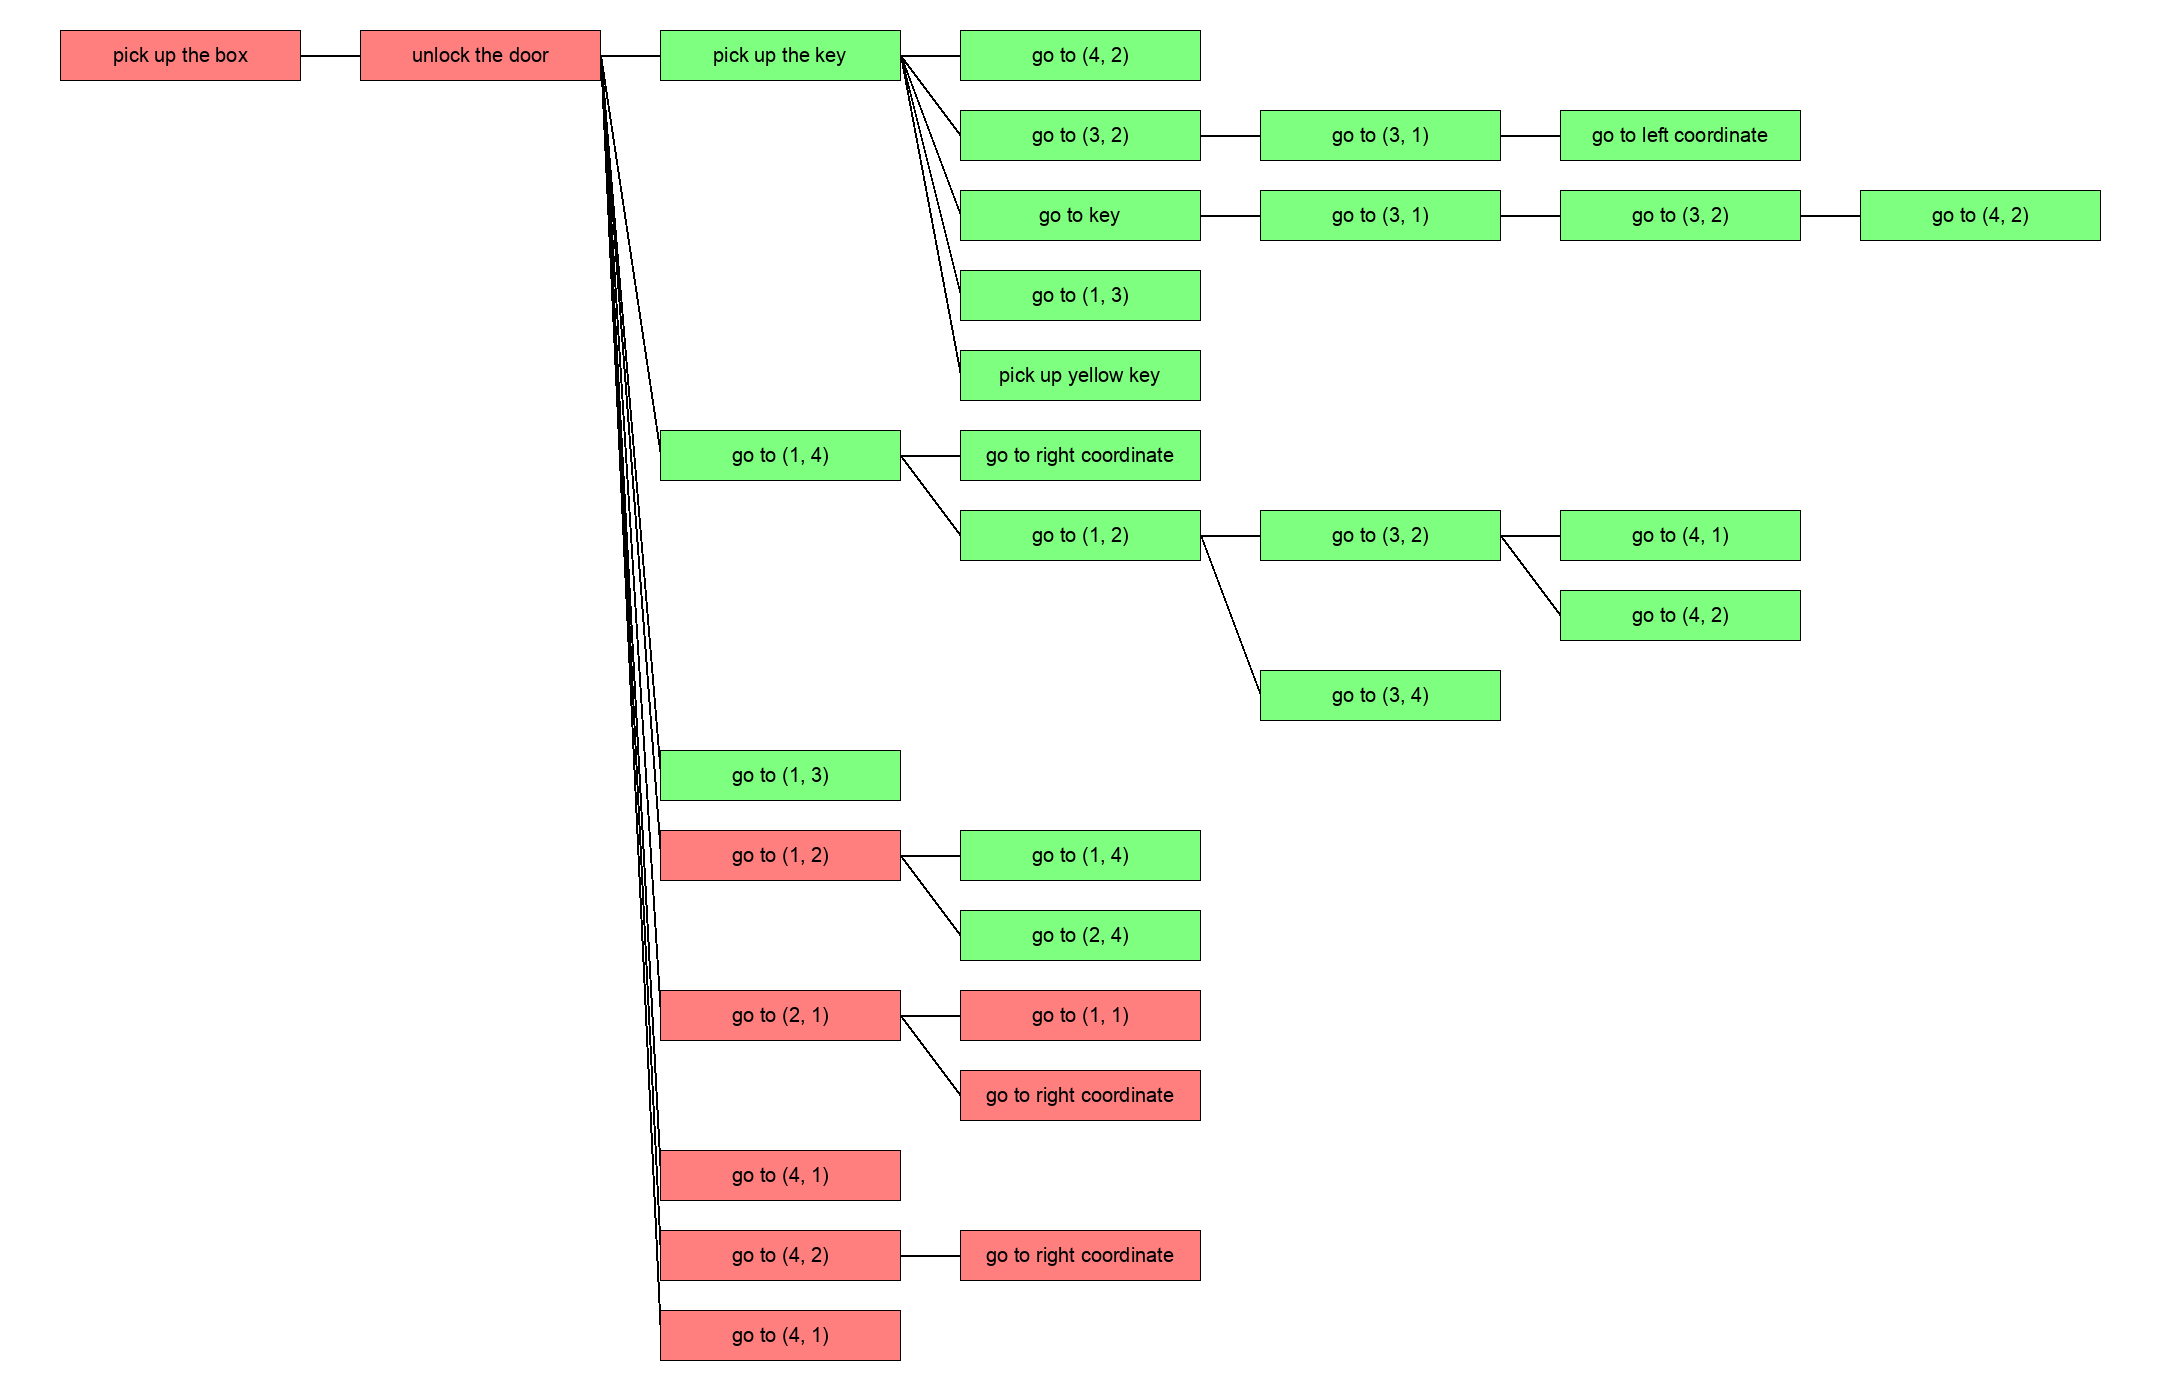 pick up the box
unlock the door
pick up the key
go to (4, 2)
go to (3, 2)
go to (3, 1)
go to left coordinate
go to key
go to (3, 1)
go to (3, 2)
go to (4, 2)
go to (1, 3)
pick up yellow key
go to (1, 4)
go to right coordinate
go to (1, 2)
go to (3, 2)
go to (4, 1)
go to (4, 2)
go to (3, 4)
go to (1, 3)
go to (1, 2)
go to (1, 4)
go to (2, 4)
go to (2, 1)
go to (1, 1)
go to right coordinate
go to (4, 1)
go to (4, 2)
go to right coordinate
go to (4, 1)